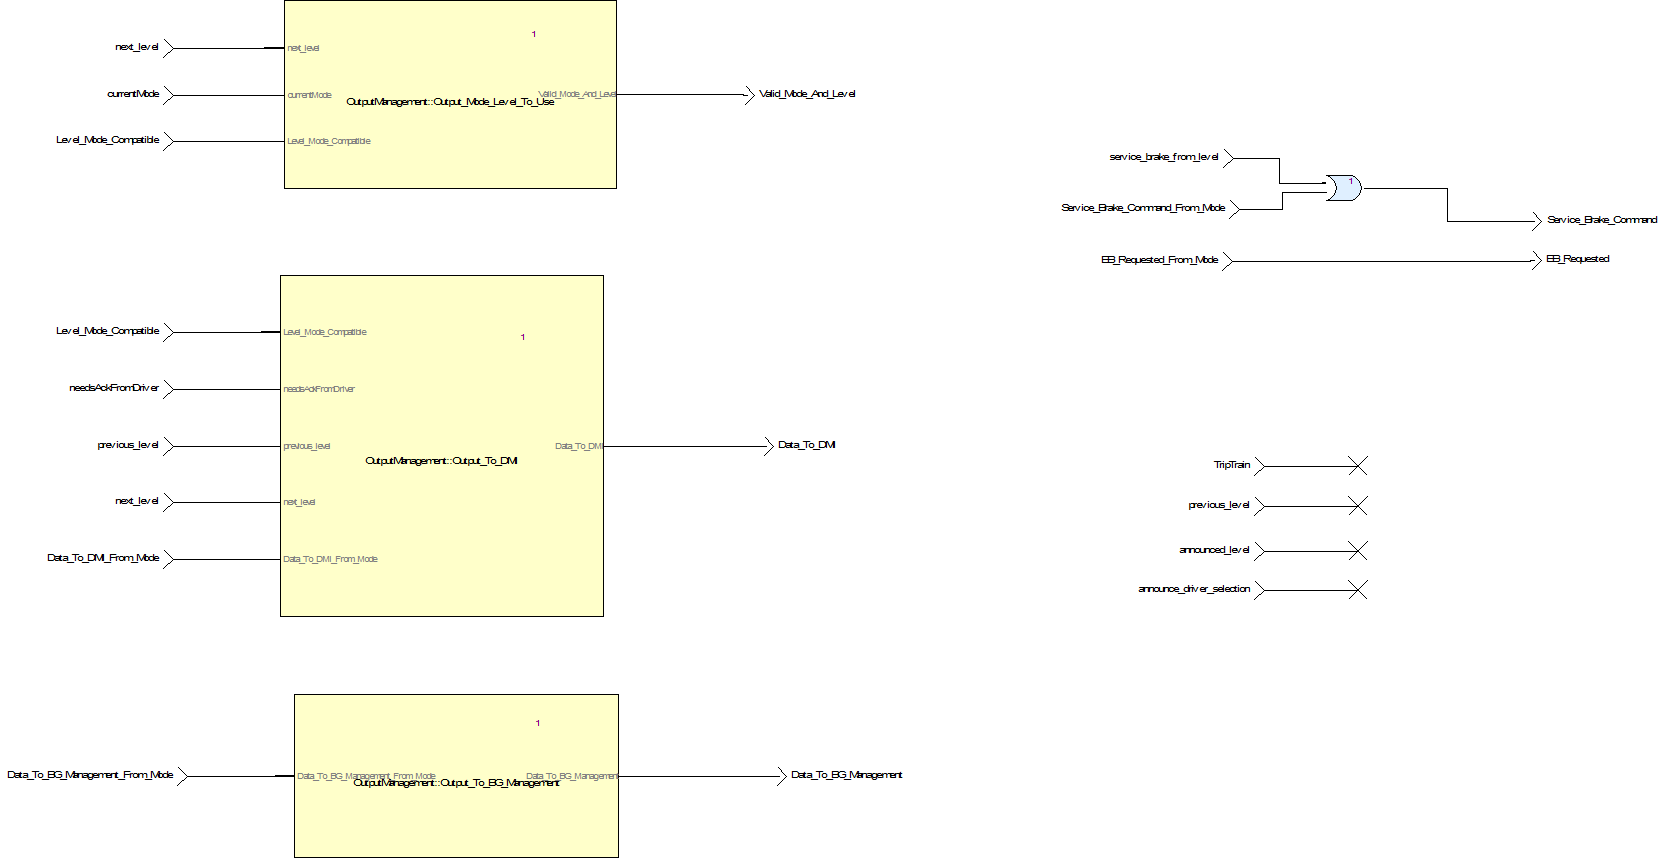 1
next_level
next_level
currentMode
currentMode
OutputManagement::Output_Mode_Level_To_Use
Valid_Mode_And_Level
Valid_Mode_And_Level
Level_Mode_Compatible
Level_Mode_Compatible
service_brake_from_level
1
Service_Brake_Command_From_Mode
Service_Brake_Command
EB_Requested_From_Mode
EB_Requested
Level_Mode_Compatible
Level_Mode_Compatible
1
needsAckFromDriver
needsAckFromDriver
previous_level
previous_level
Data_To_DMI
Data_To_DMI
OutputManagement::Output_To_DMI
next_level
next_level
Data_To_DMI_From_Mode
Data_To_DMI_From_Mode
TripTrain
previous_level
announced_level
announce_driver_selection
1
Data_To_BG_Management_From_Mode
Data_To_BG_Management_From_Mode
Data_To_BG_Management
Data_To_BG_Management
OutputManagement::Output_To_BG_Management